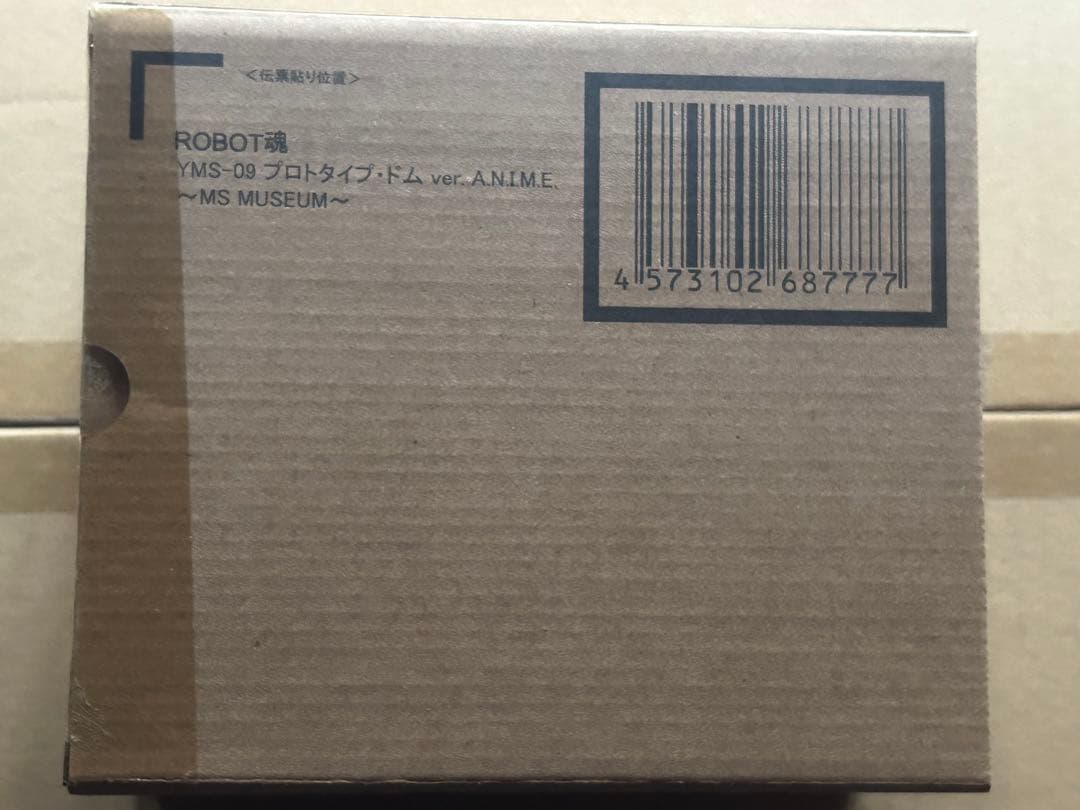 <伝票貼り位置>
ROBOT魂
YMS-09 プロトタイプ・ドム ver. A.N.I.M.E.
～MS MUSEUM～
4 573102 687777